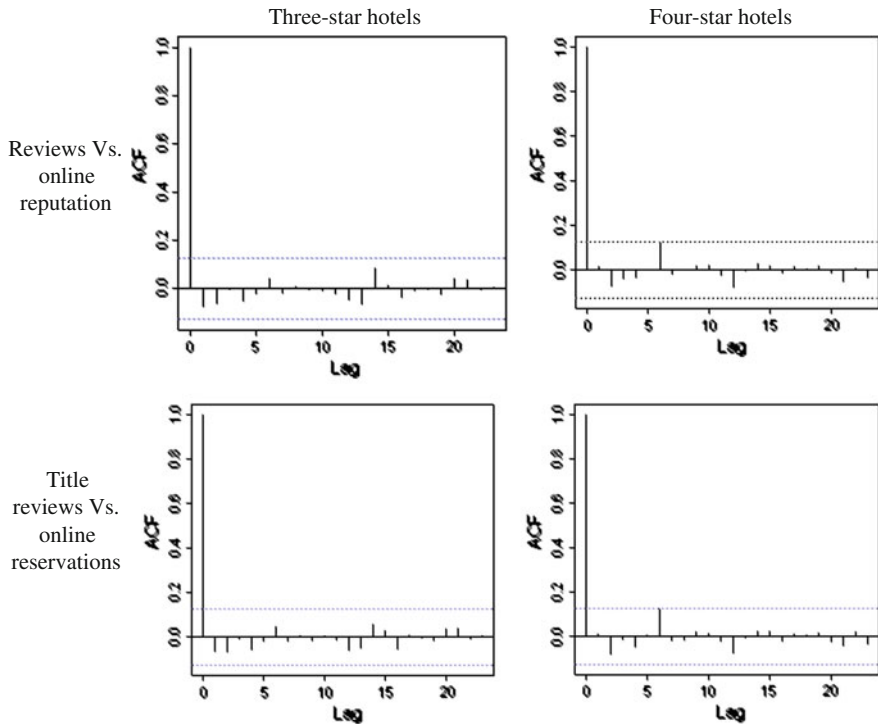 Three-star hotels
Four-star hotels
Reviews Vs.
online
reputation
ACF
1.0
0.8
0.6
0.4
0.2
0.0
0 5 10 15 20
Lag
ACF
1.0
0.8
0.6
0.4
0.2
0.0
0 5 10 15 20
Lag
Title
reviews Vs.
online
reservations
ACF
1.0
0.8
0.6
0.4
0.2
0.0
0 5 10 15 20
Lag
ACF
1.0
0.8
0.6
0.4
0.2
0.0
0 5 10 15 20
Lag